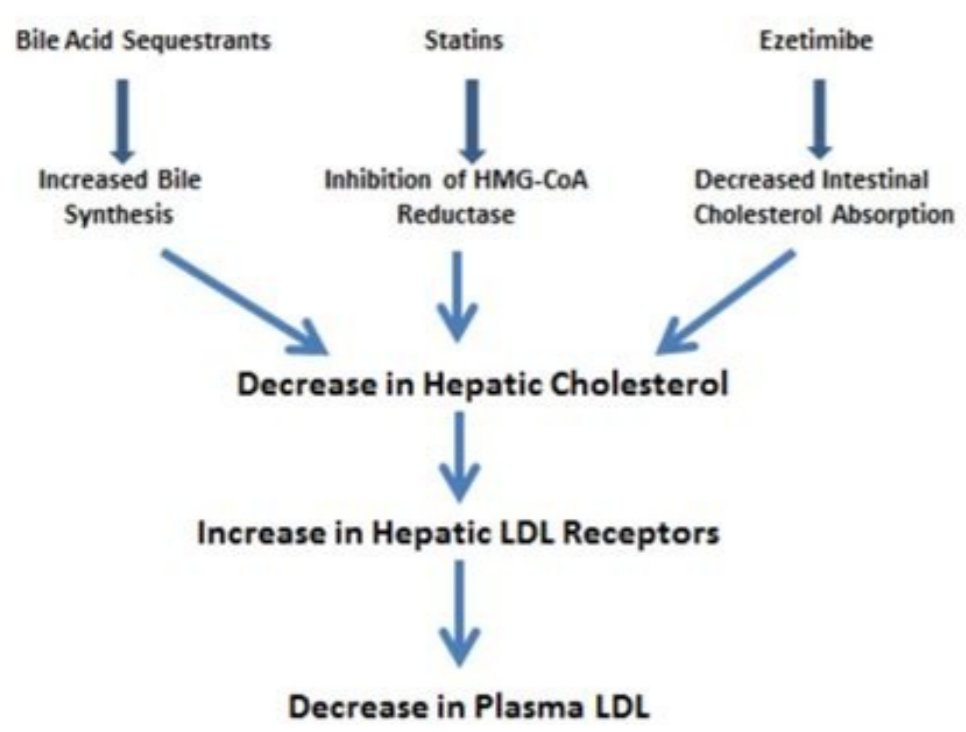 Bile Acid Sequestrants
Statins
Ezetimibe
Increased Bile
Synthesis
Inhibition of HMG-CoA
Reductase
Decreased Intestinal
Cholesterol Absorption
Decrease in Hepatic Cholesterol
Increase in Hepatic LDL Receptors
Decrease in Plasma LDL